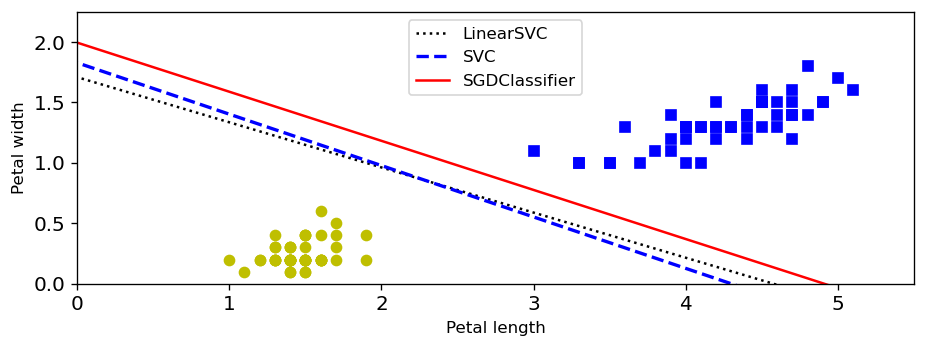 LinearSVC
SVC
SGDClassifier
Petal width
2.0
1.5
1.0
0.5
0.0
0
1
2
3
4
5
Petal length